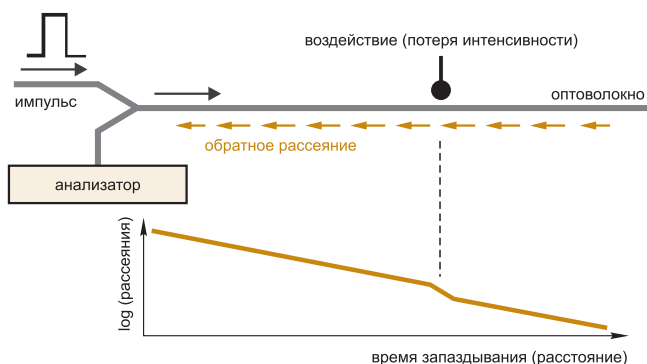 воздействие (потеря интенсивности)
импульс
оптоволокно
обратное рассеяние
анализатор
log (рассеяния)
время запаздывания (расстояние)